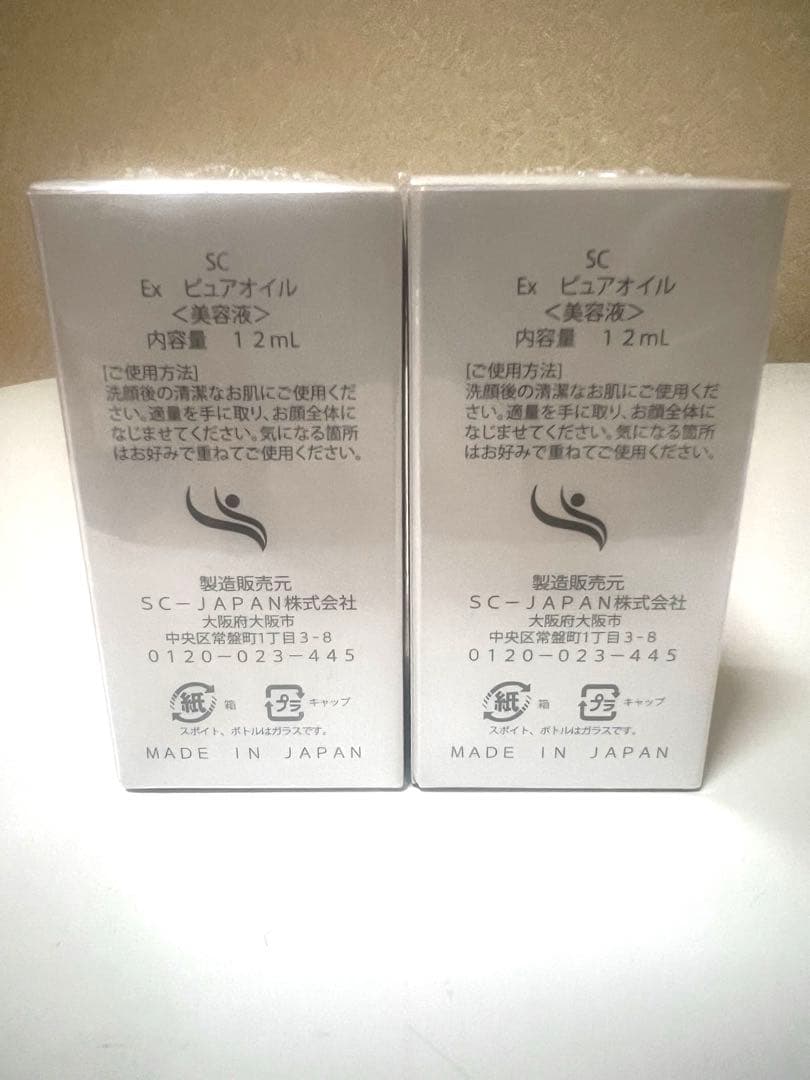 SC
Ex ピュアオイル
＜美容液＞
内容量 12mL
[ご使用方法]
洗顔後の清潔なお肌にご使用くだ
さい。適量を手に取り、お顔全体に
なじませてください。気になる箇所
はお好みで重ねてご使用ください。
製造販売元
SC－JAPAN株式会社
大阪府大阪市
中央区常盤町1丁目3-8
0120-023-445
紙 箱 プラ キャップ
スポイト、ボトルはガラスです。
MADE IN JAPAN
SC
Ex ピュアオイル
＜美容液＞
内容量 12mL
[ご使用方法]
洗顔後の清潔なお肌にご使用くだ
さい。適量を手に取り、お顔全体に
なじませてください。気になる箇所
はお好みで重ねてご使用ください。
製造販売元
SC－JAPAN株式会社
大阪府大阪市
中央区常盤町1丁目3-8
0120-023-445
紙 箱 プラ キャップ
スポイト、ボトルはガラスです。
MADE IN JAPAN